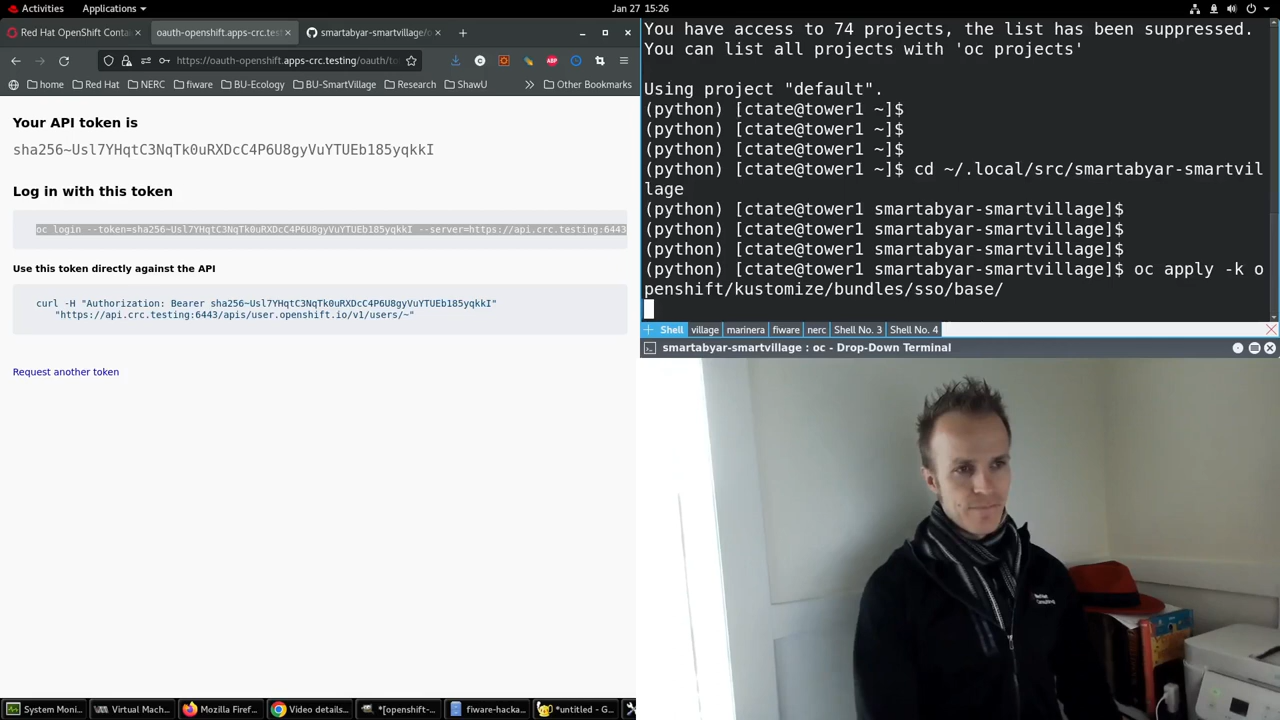 Activities
Applications
Jan 27 15:26
Red Hat OpenShift Conta
oauth-openshift.apps-crc.test
smartabyar-smartvillage/o
https://oauth-openshift.apps-crc.testing/oauth/to
home
Red Hat
NERC
fiware
BU-Ecology
BU-SmartVillage
Research
ShawU
Other Bookmarks
Your API token is
sha256~Usl7YHqtC3NqTk0uRXDcC4P6U8gyVuYTUEb185yqkkI
Log in with this token
oc login --token=sha256~Usl7YHqtC3NqTk0uRXDcC4P6U8gyVuYTUEb185yqkkI --server=https://api.crc.testing:6443
Use this token directly against the API
curl -H "Authorization: Bearer sha256~Usl7YHqtC3NqTk0uRXDcC4P6U8gyVuYTUEb185yqkkI"
"https://api.crc.testing:6443/apis/user.openshift.io/v1/users/~"
Request another token
You have access to 74 projects, the list has been suppressed.
You can list all projects with 'oc projects'
Using project "default".
(python) [ctate@tower1 ~]$
(python) [ctate@tower1 ~]$
(python) [ctate@tower1 ~]$
(python) [ctate@tower1 ~]$ cd ~/.local/src/smartabyar-smartvil
lage
(python) [ctate@tower1 smartabyar-smartvillage]$
(python) [ctate@tower1 smartabyar-smartvillage]$
(python) [ctate@tower1 smartabyar-smartvillage]$
(python) [ctate@tower1 smartabyar-smartvillage]$ oc apply -k o
penshift/kustomize/bundles/sso/base/
Shell
village
marinera
fiware
nerc
Shell No. 3
Shell No. 4
smartabyar-smartvillage : oc - Drop-Down Terminal
System Moni...
Virtual Mach...
Mozilla Firef...
Video details...
*[openshift-...
fiware-hacka...
*untitled - G...